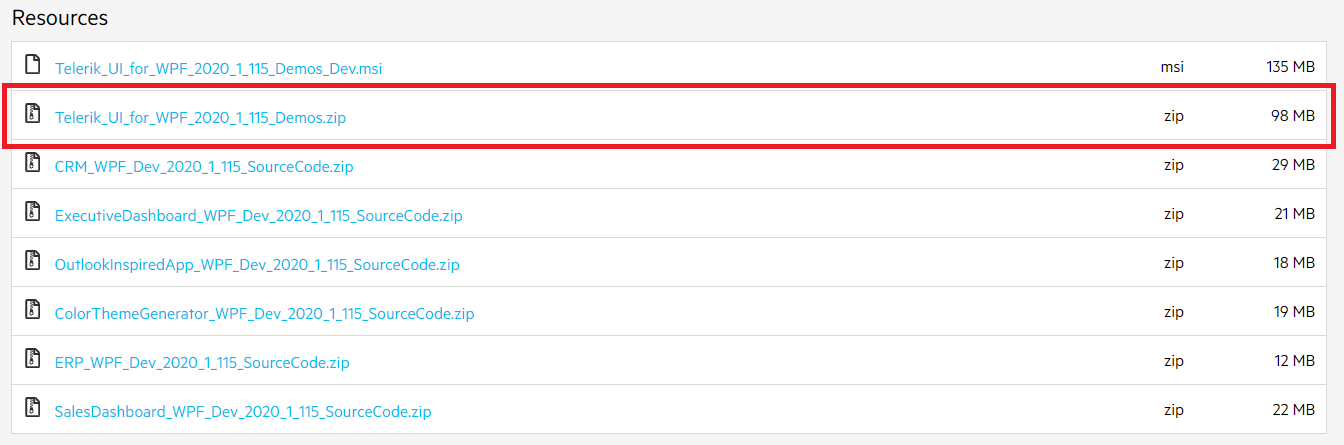 Resources
Telerik_UI_for_WPF_2020_1_115_Demos_Dev.msi msi 135 MB
Telerik_UI_for_WPF_2020_1_115_Demos.zip zip 98 MB
CRM_WPF_Dev_2020_1_115_SourceCode.zip zip 29 MB
ExecutiveDashboard_WPF_Dev_2020_1_115_SourceCode.zip zip 21 MB
OutlookInspiredApp_WPF_Dev_2020_1_115_SourceCode.zip zip 18 MB
ColorThemeGenerator_WPF_Dev_2020_1_115_SourceCode.zip zip 19 MB
ERP_WPF_Dev_2020_1_115_SourceCode.zip zip 12 MB
SalesDashboard_WPF_Dev_2020_1_115_SourceCode.zip zip 22 MB